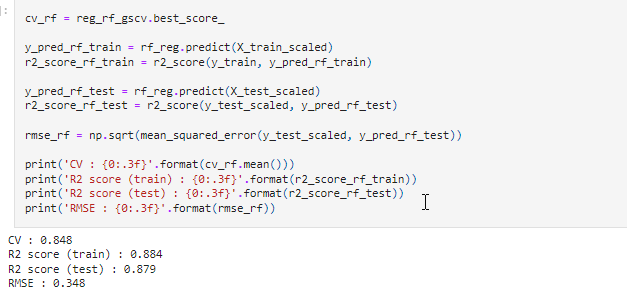 cv_rf = reg_rf_gscv.best_score_
y_pred_rf_train = rf_reg.predict(X_train_scaled)
r2_score_rf_train = r2_score(y_train, y_pred_rf_train)
y_pred_rf_test = rf_reg.predict(X_test_scaled)
r2_score_rf_test = r2_score(y_test_scaled, y_pred_rf_test)
rmse_rf = np.sqrt(mean_squared_error(y_test_scaled, y_pred_rf_test))
print('CV : {0:.3f}'.format(cv_rf.mean()))
print('R2 score (train) : {0:.3f}'.format(r2_score_rf_train))
print('R2 score (test) : {0:.3f}'.format(r2_score_rf_test))
print('RMSE : {0:.3f}'.format(rmse_rf))
CV : 0.848
R2 score (train) : 0.884
R2 score (test) : 0.879
RMSE : 0.348